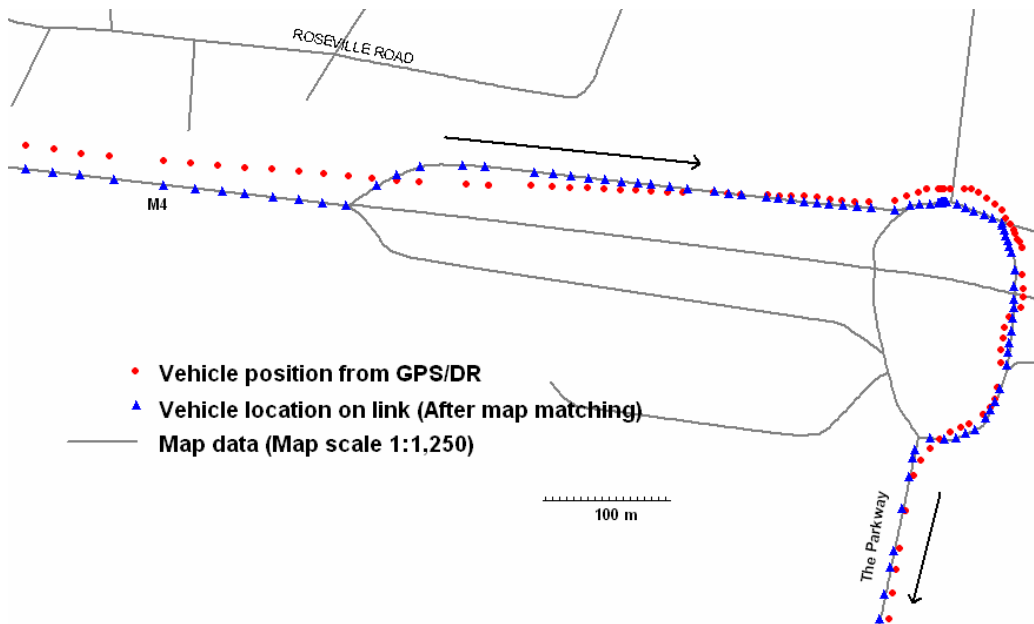 ROSEVILLE ROAD
M4
Vehicle position from GPS/DR
Vehicle location on link (After map matching)
Map data (Map scale 1:1,250)
100 m
The Parkway